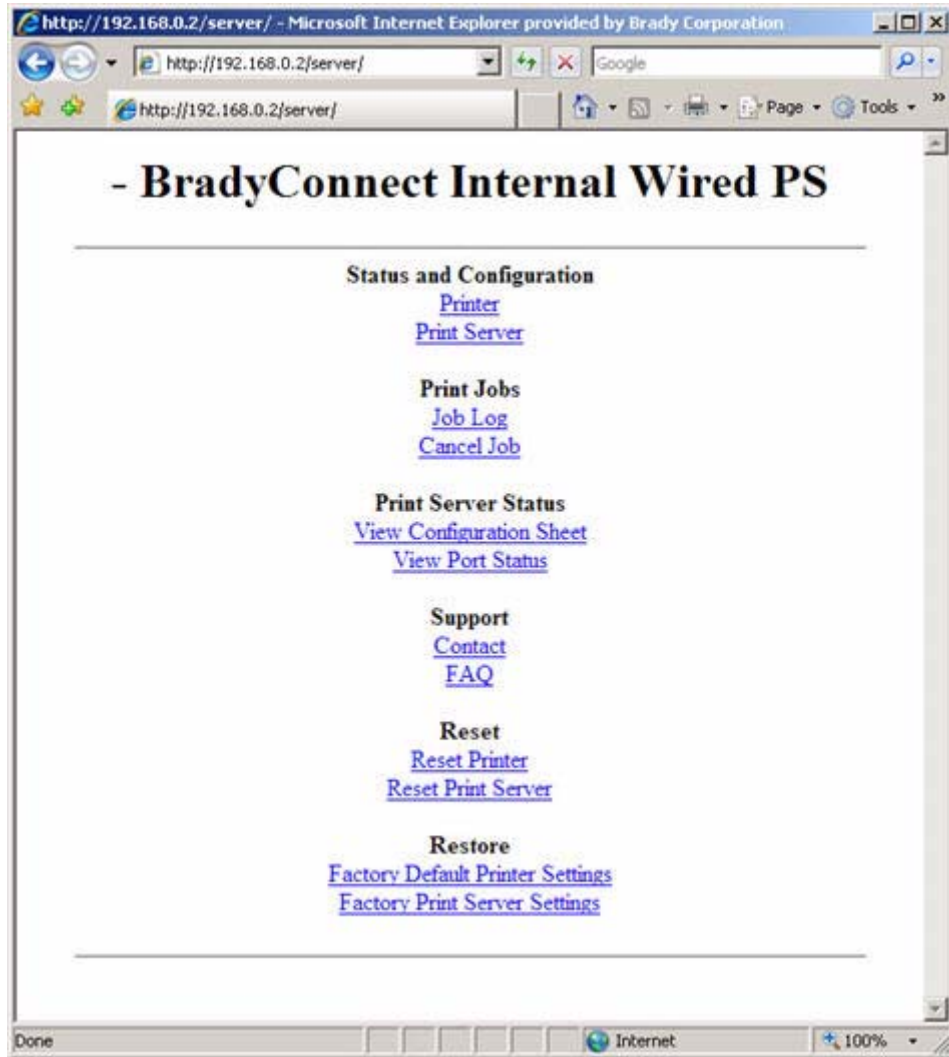 http://192.168.0.2/server/ - Microsoft Internet Explorer provided by Brady Corporation
http://192.168.0.2/server/
Google
http://192.168.0.2/server/
Page
Tools
- BradyConnect Internal Wired PS
Status and Configuration
Printer
Print Server
Print Jobs
Job Log
Cancel Job
Print Server Status
View Configuration Sheet
View Port Status
Support
Contact
FAQ
Reset
Reset Printer
Reset Print Server
Restore
Factory Default Printer Settings
Factory Print Server Settings
Done
Internet
100%